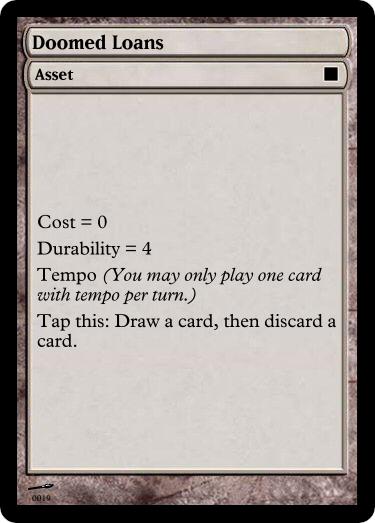 Doomed Loans
Asset
Cost = 0
Durability = 4
Tempo (You may only play one card
with tempo per turn.)
Tap this: Draw a card, then discard a
card.
0019